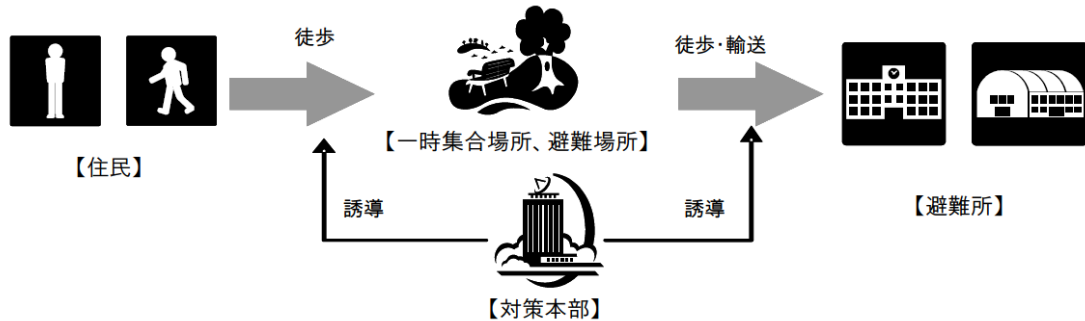 徒歩
徒歩・輸送
【一時集合場所、避難場所】
【住民】
誘導
誘導
【避難所】
【対策本部】